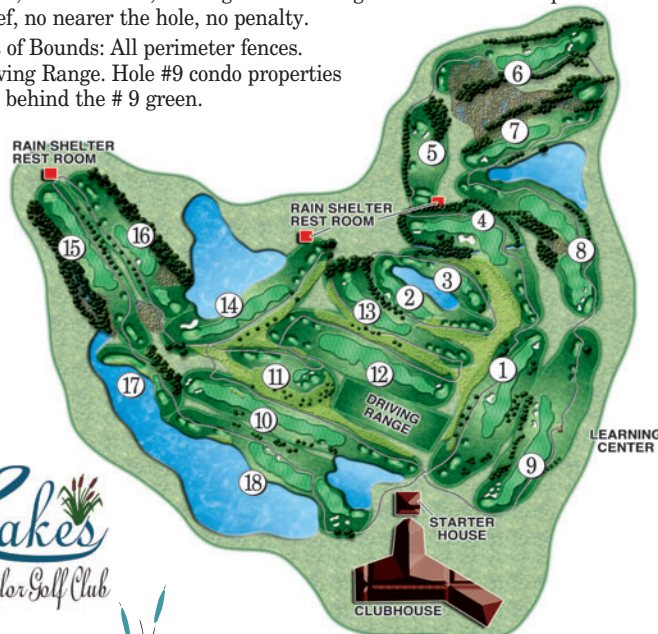 ef, no nearer the hole, no penalty.
of Bounds: All perimeter fences.
ving Range. Hole #9 condo properties
behind the # 9 green.
RAIN SHELTER
REST ROOM
RAIN SHELTER
REST ROOM
6
7
5
4
8
15
16
14
3
2
13
1
17
11
12
10
DRIVING
RANGE
9
LEARNING
CENTER
18
STARTER
HOUSE
CLUBHOUSE
akes
lor Golf Club